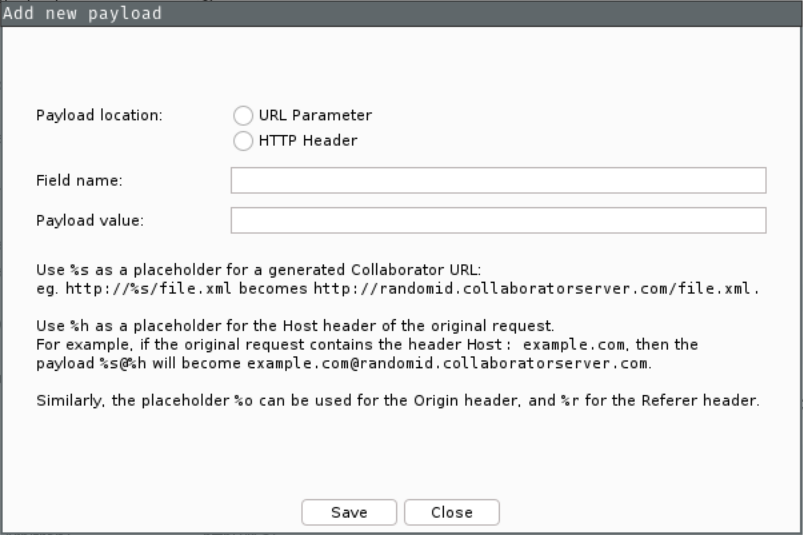 Add new payload
Payload location:
URL Parameter
HTTP Header
Field name:
Payload value:
Use %s as a placeholder for a generated Collaborator URL:
eg. http://%s/file.xml becomes http://randomid.collaboratorserver.com/file.xml.
Use %h as a placeholder for the Host header of the original request.
For example, if the original request contains the header Host: example.com, then the
payload %s@%h will become example.com@randomid.collaboratorserver.com.
Similarly, the placeholder %o can be used for the Origin header, and %r for the Referer header.
Save Close